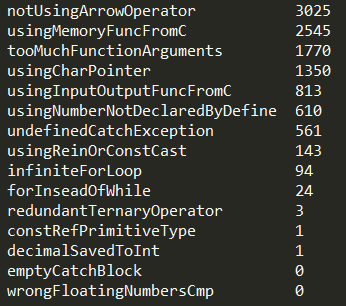 notUsingArrowOperator 3025
usingMemoryFuncFromC 2545
tooMuchFunctionArguments 1770
usingCharPointer 1350
usingInputOutputFuncFromC 813
usingNumberNotDeclaredByDefine 610
undefinedCatchException 561
usingReinOrConstCast 143
infiniteForLoop 94
forInseadOfWhile 24
redundantTernaryOperator 3
constRefPrimitiveType 1
decimalSavedToInt 1
emptyCatchBlock 0
wrongFloatingNumbersCmp 0